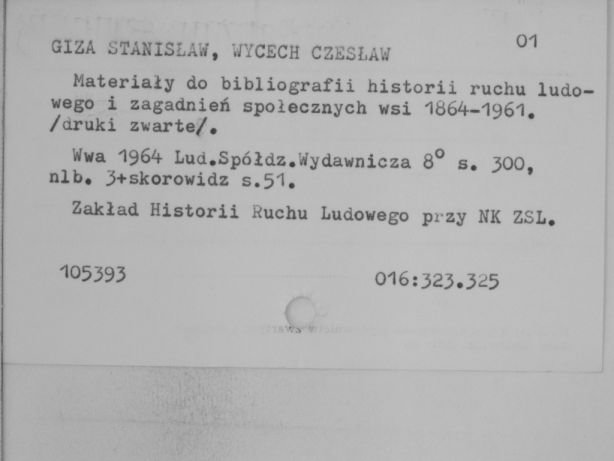 01
GIZA STANISŁAW, WYCECH CZESŁAW
Materiały do bibliografii historii ruchu ludo-
wego i zagadnień społecznych wsi 1864-1961.
/druki zwarte/.
Wwa 1964 Lud.Spółdz.Wydawnicza 8° s. 300,
nlb. 3+skorowidz s.51.
Zakład Historii Ruchu Ludowego przy NK ZSL.
105393 016:323.325